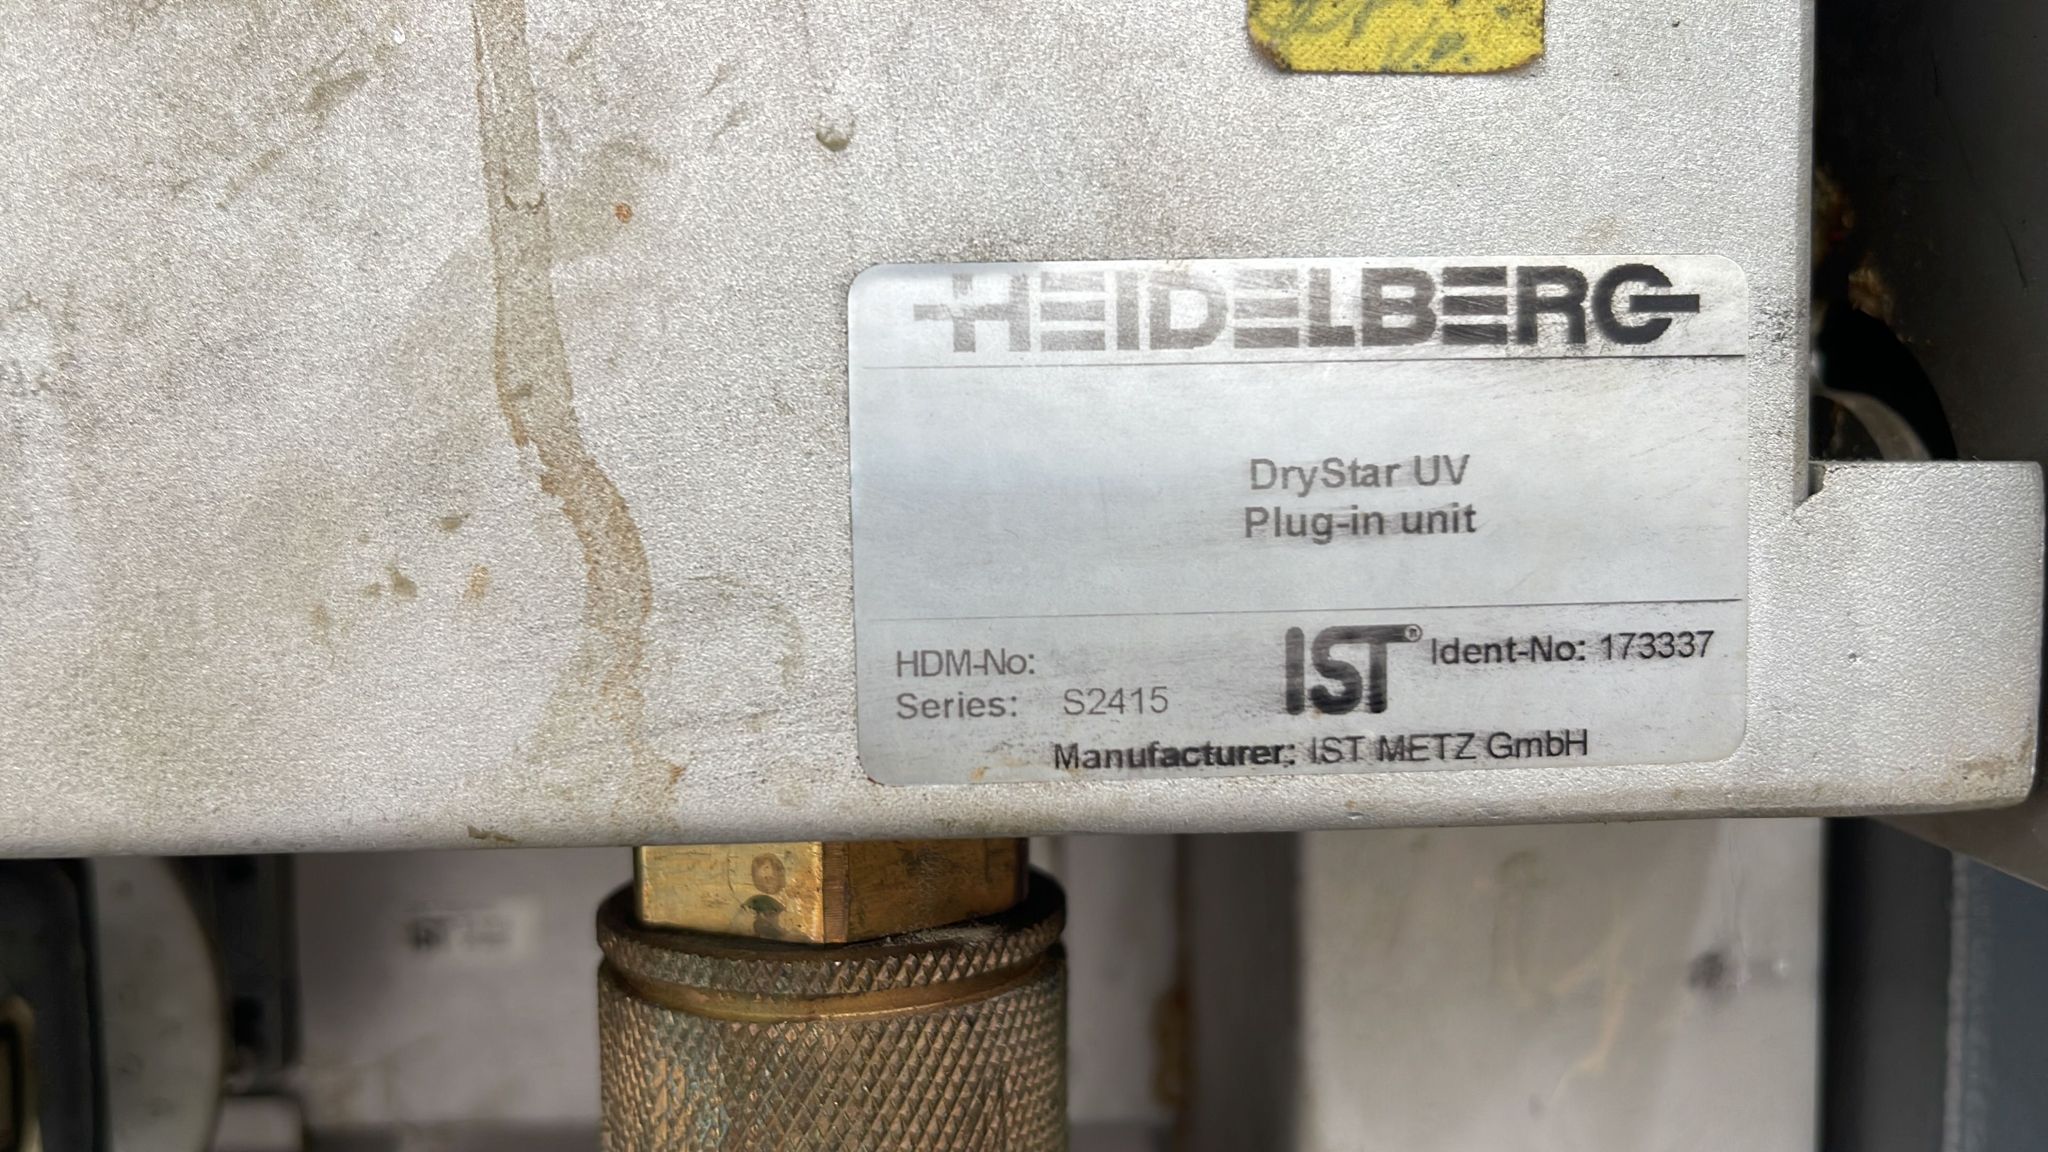 HEIDELBERG
DryStar UV
Plug-in unit
HDM-No:
Series: S2415
IST® Ident-No: 173337
Manufacturer: IST METZ GmbH